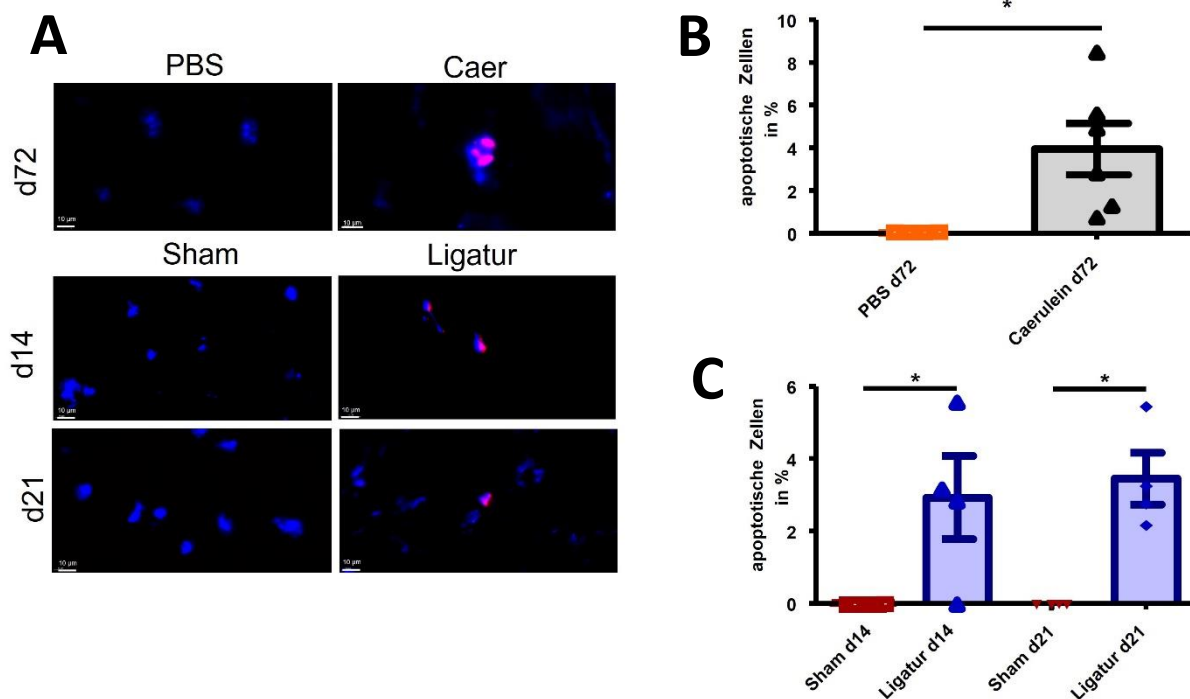 A
PBS
Caer
d72
10 µm
10 µm
Sham
Ligatur
d14
10 µm
10 µm
d21
10 µm
10 µm
B
*
apoptotische Zelllen
in %
10
8
6
4
2
0
PBS d72
Caerulein d72
C
*
*
apoptotische Zellen
in %
6
4
2
0
Sham d14
Ligatur d14
Sham d21
Ligatur d21